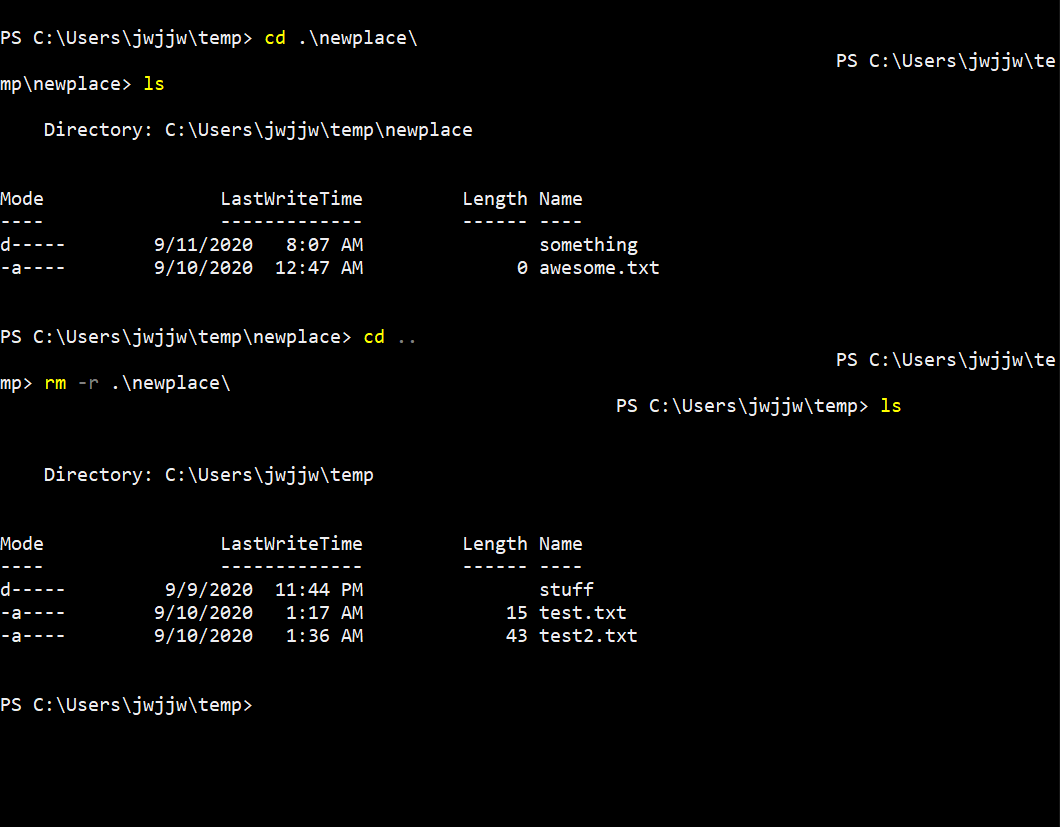 PS C:\Users\jwjjw\temp> cd .\newplace\
PS C:\Users\jwjjw\te
mp\newplace> ls
Directory: C:\Users\jwjjw\temp\newplace
Mode LastWriteTime Length Name
---- ------------- ------ ----
d----- 9/11/2020 8:07 AM something
-a---- 9/10/2020 12:47 AM 0 awesome.txt
PS C:\Users\jwjjw\temp\newplace> cd ..
PS C:\Users\jwjjw\te
mp> rm -r .\newplace\
PS C:\Users\jwjjw\temp> ls
Directory: C:\Users\jwjjw\temp
Mode LastWriteTime Length Name
---- ------------- ------ ----
d----- 9/9/2020 11:44 PM stuff
-a---- 9/10/2020 1:17 AM 15 test.txt
-a---- 9/10/2020 1:36 AM 43 test2.txt
PS C:\Users\jwjjw\temp>